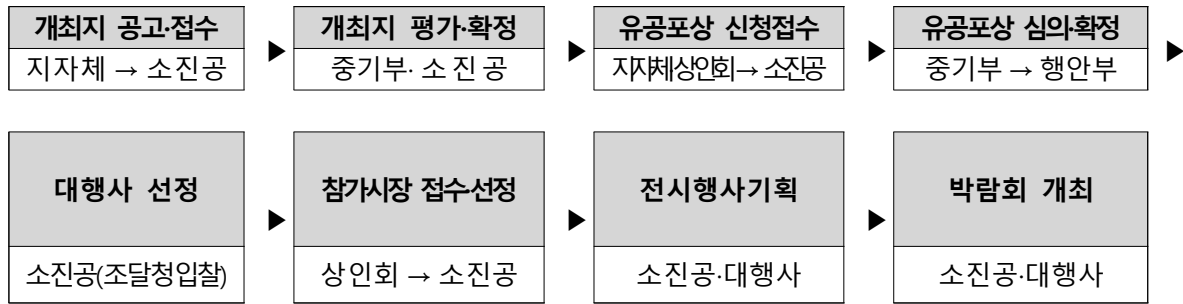 개최지 공고·접수 ▶ 개최지 평가·확정 ▶ 유공포상 신청접수 ▶ 유공포상 심의·확정 ▶
지자체 → 소진공 중기부· 소 진 공 지자체·상인회 → 소진공 중기부 → 행안부
대행사 선정 ▶ 참가시장 접수·선정 ▶ 전시행사기획 ▶ 박람회 개최
소진공(조달청입찰) 상인회 → 소진공 소진공·대행사 소진공·대행사